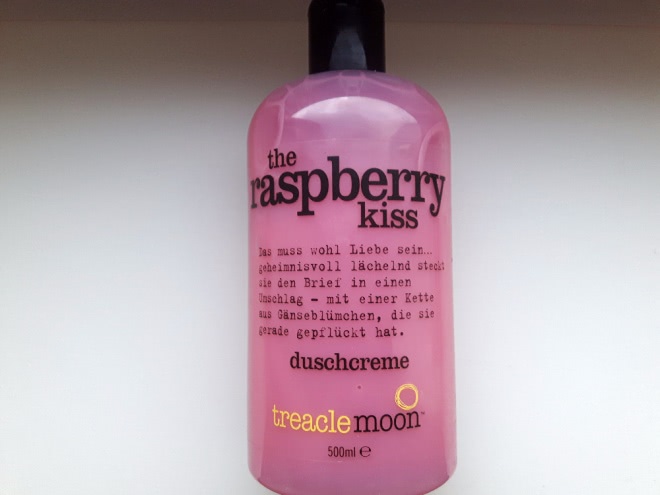 the
raspberry
kiss
Das muss wohl Liebe sein...
geheimnisvoll lächelnd steckt
sie den Brief in einen
Umschlag – mit einer Kette
aus Gänseblümchen, die sie
gerade gepflückt hat.
duschcreme
treaclemoon™
500ml ℮